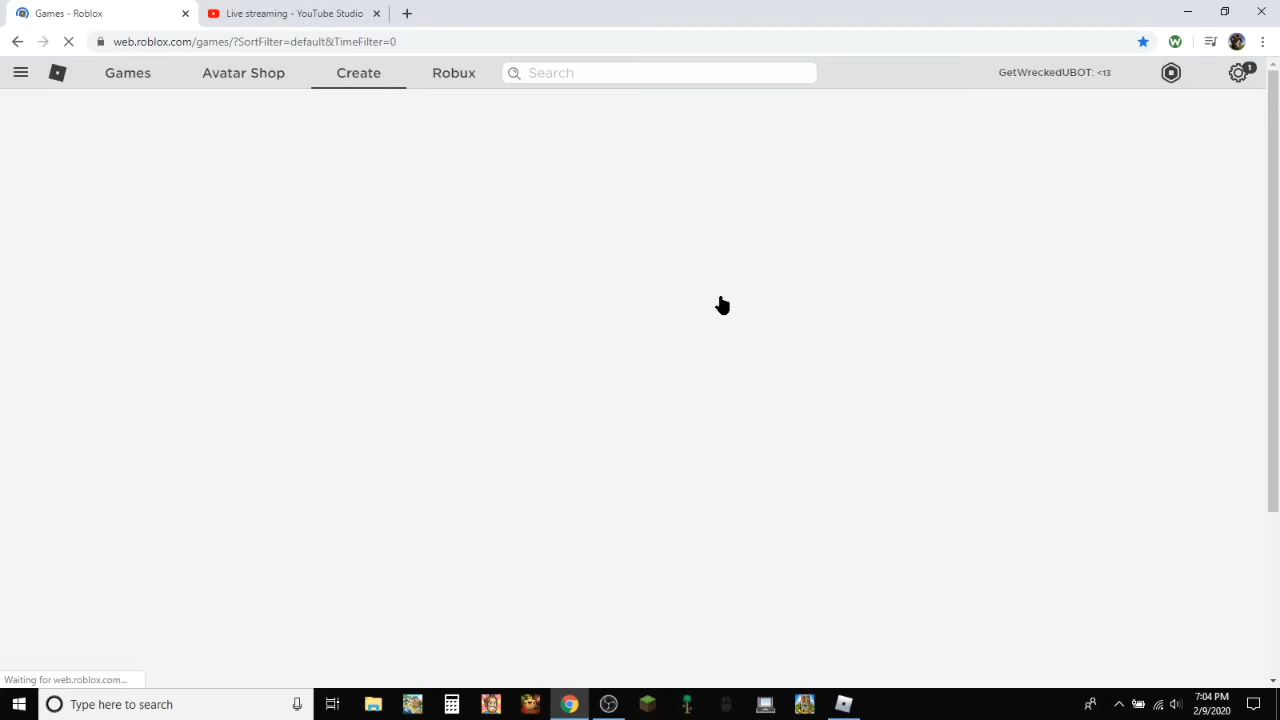 Games - Roblox
Live streaming - YouTube Studio
web.roblox.com/games/?SortFilter=default&TimeFilter=0
Games
Avatar Shop
Create
Robux
Search
GetWreckedUBOT: <13
1
Waiting for web.roblox.com...
Type here to search
7:04 PM
2/9/2020